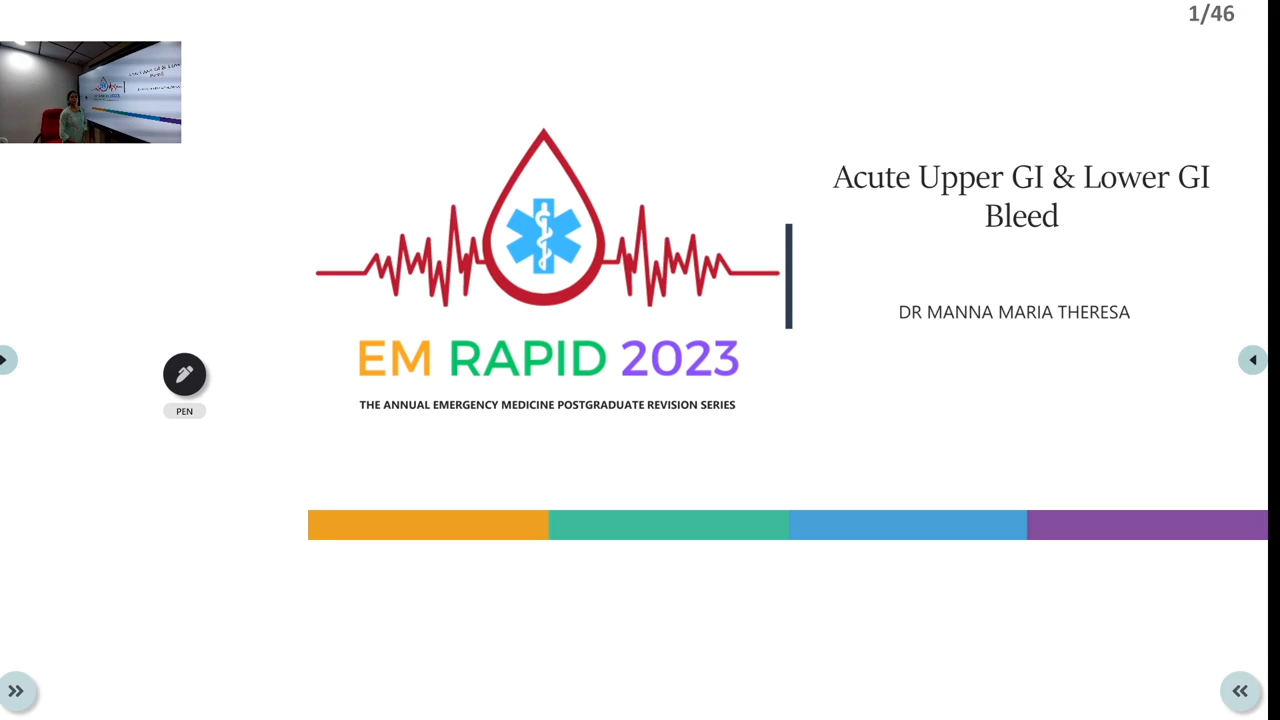 1/46
Acute Upper GI & Lower GI
Bleed
DR MANNA MARIA THERESA
EM RAPID 2023
THE ANNUAL EMERGENCY MEDICINE POSTGRADUATE REVISION SERIES
PEN